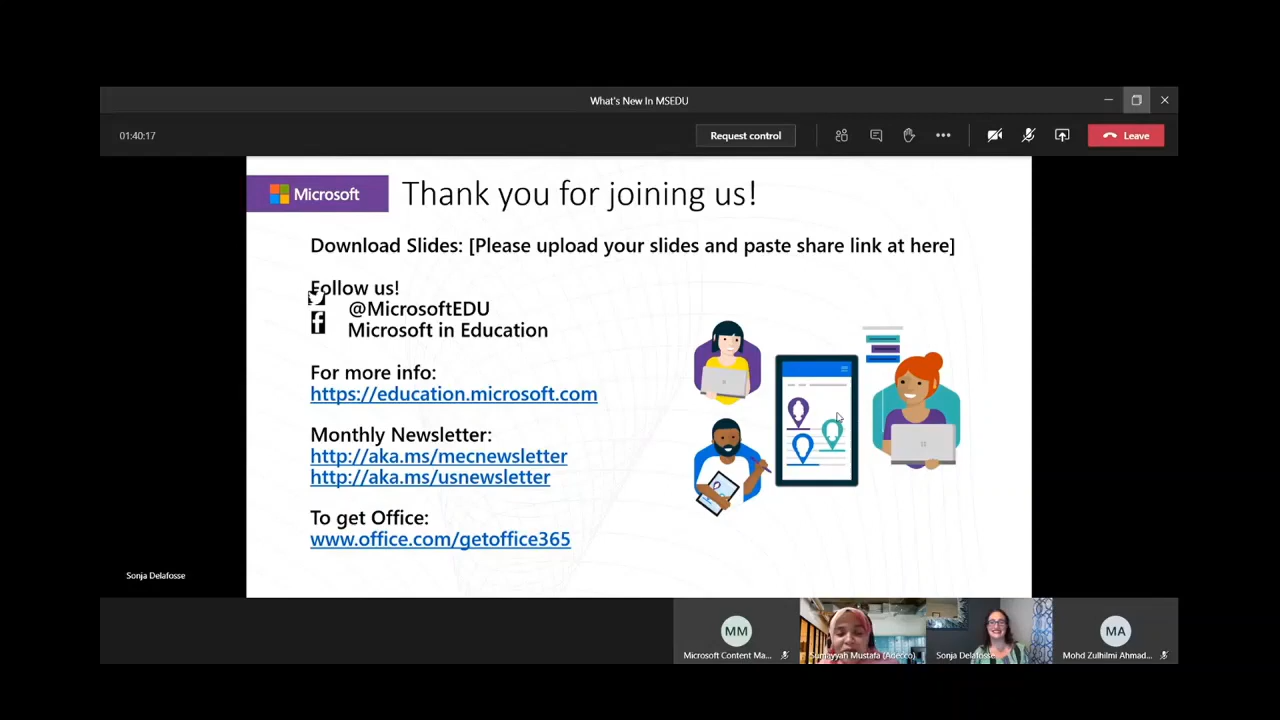 What's New In MSEDU
01:40:17
Request control
Leave
Microsoft
Thank you for joining us!
Download Slides: [Please upload your slides and paste share link at here]
Follow us!
@MicrosoftEDU
Microsoft in Education
For more info:
https://education.microsoft.com
Monthly Newsletter:
http://aka.ms/mecnewsletter
http://aka.ms/usnewsletter
To get Office:
www.office.com/getoffice365
Sonja Delafosse
MM
MA
Microsoft Content Ma...
Sumayyah Mustafa (Adecco)
Sonja Delafosse
Mohd Zulhilmi Ahmad...